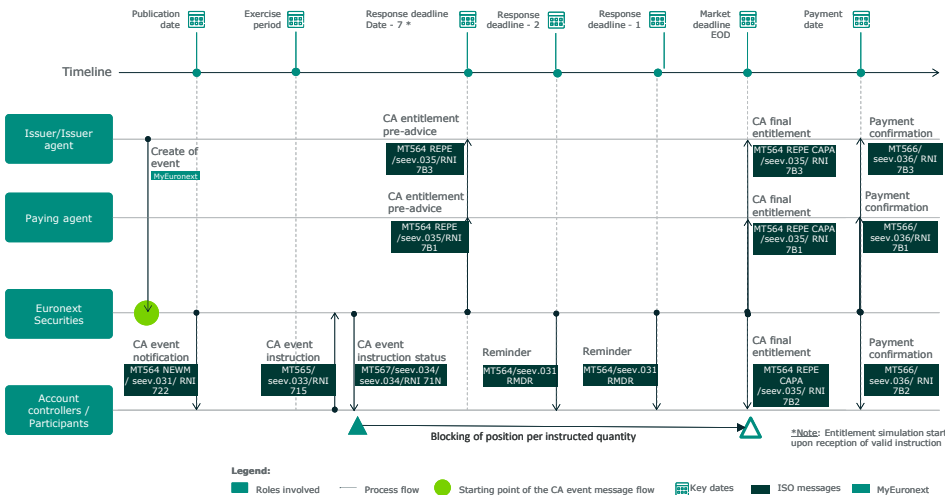 Publication
date
Exercise
period
Response deadline
Date - 7 *
Response
deadline - 2
Response
deadline - 1
Market
deadline
EOD
Payment
date
Timeline
Issuer/Issuer
agent
Create of
event
MyEuronext
CA entitlement
pre-advice
MT564 REPE
/seev.035/RNI
7B3
CA final
entitlement
MT564 REPE CAPA
/seev.035/ RNI
7B3
Payment
confirmation
MT566/
/seev.036/ RNI
7B3
Paying agent
CA entitlement
pre-advice
MT564 REPE
/seev.035/RNI
7B1
CA final
entitlement
MT564 REPE CAPA
/seev.035/ RNI
7B1
Payment
confirmation
MT566/
seev.036/RNI
7B1
Euronext
Securities
CA event
notification
MT564 NEWM
/ seev.031/ RNI
722
CA event
instruction
MT565/
seev.033/RNI
715
CA event
instruction status
MT567/seev.034/
seev.034/RNI 71N
Reminder
MT564/seev.031
RMDR
Reminder
MT564/seev.031
RMDR
CA final
entitlement
MT564 REPE
CAPA
/seev.035/ RNI
7B2
Payment
confirmation
MT566/
seev.036/ RNI
7B2
Account
controllers /
Participants
Blocking of position per instructed quantity
*Note: Entitlement simulation start
upon reception of valid instruction
Legend:
Roles involved
Process flow
Starting point of the CA event message flow
Key dates
ISO messages
MyEuronext